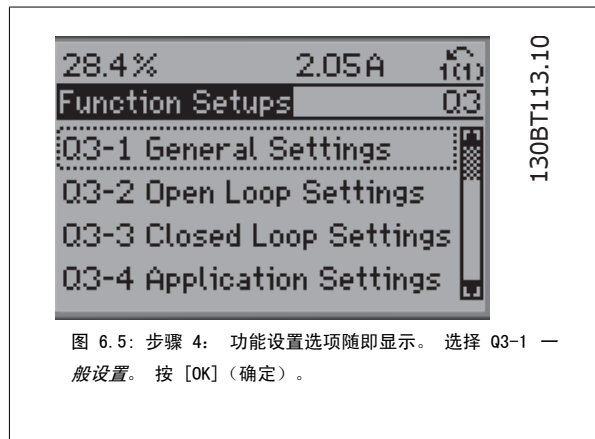 28.4% 2.05A 1(1)
Function Setups Q3
Q3-1 General Settings
Q3-2 Open Loop Settings
Q3-3 Closed Loop Settings
Q3-4 Application Settings
130BT113.10
图 6.5: 步骤 4: 功能设置选项随即显示。 选择 Q3-1 一
般设置。 按 [OK](确定)。